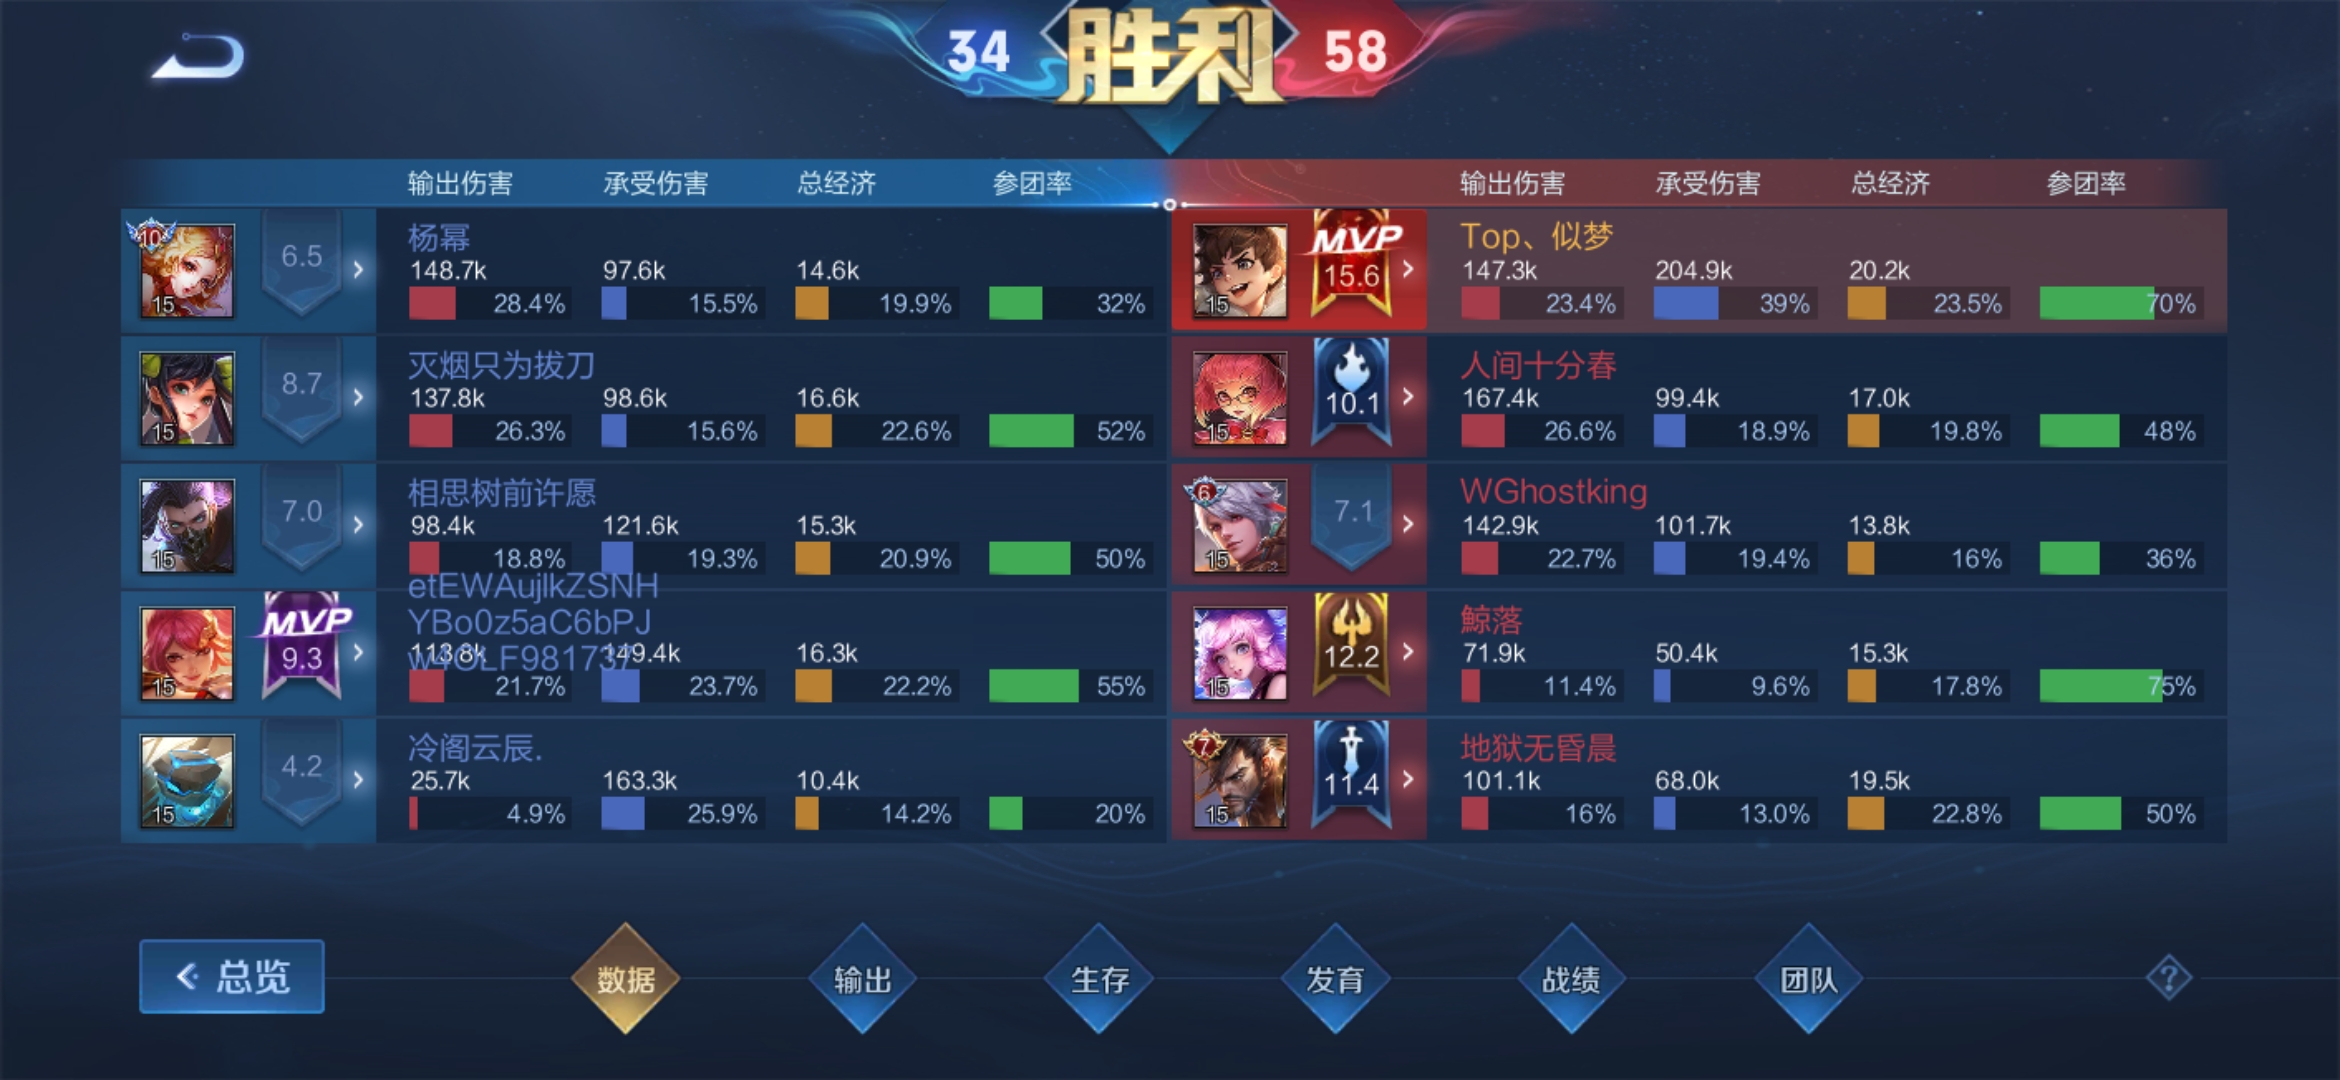 34 胜利 58
输出伤害 承受伤害 总经济 参团率 输出伤害 承受伤害 总经济 参团率
10 15 6.5 杨幂
148.7k 97.6k 14.6k
28.4% 15.5% 19.9% 32%
15 MVP 15.6 Top、似梦
147.3k 204.9k 20.2k
23.4% 39% 23.5% 70%
15 8.7 灭烟只为拔刀
137.8k 98.6k 16.6k
26.3% 15.6% 22.6% 52%
15 10.1 人间十分春
167.4k 99.4k 17.0k
26.6% 18.9% 19.8% 48%
15 7.0 相思树前许愿
98.4k 121.6k 15.3k
18.8% 19.3% 20.9% 50%
6 15 7.1 WGhostking
142.9k 101.7k 13.8k
22.7% 19.4% 16% 36%
15 MVP 9.3
etEWAujlkZSNH
YBo0z5aC6bPJ
113.8k 149.4k 16.3k
21.7% 23.7% 22.2% 55%
15 12.2 鲸落
71.9k 50.4k 15.3k
11.4% 9.6% 17.8% 75%
15 4.2 冷阁云辰.
25.7k 163.3k 10.4k
4.9% 25.9% 14.2% 20%
7 15 11.4 地狱无昏晨
101.1k 68.0k 19.5k
16% 13.0% 22.8% 50%
总览 数据 输出 生存 发育 战绩 团队 ?